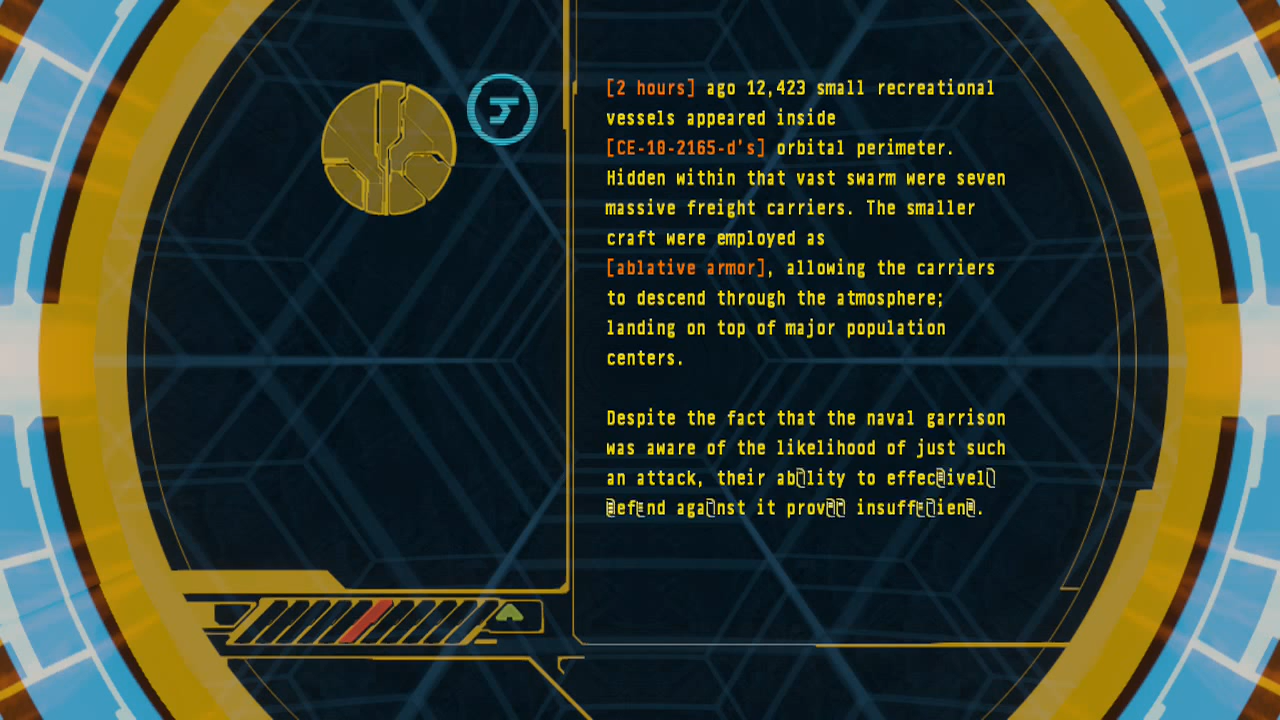 [2 hours] ago 12,423 small recreational
vessels appeared inside
[CE-10-2165-d's] orbital perimeter.
Hidden within that vast swarm were seven
massive freight carriers. The smaller
craft were employed as
[ablative armor], allowing the carriers
to descend through the atmosphere;
landing on top of major population
centers.
Despite the fact that the naval garrison
was aware of the likelihood of just such
an attack, their to
it